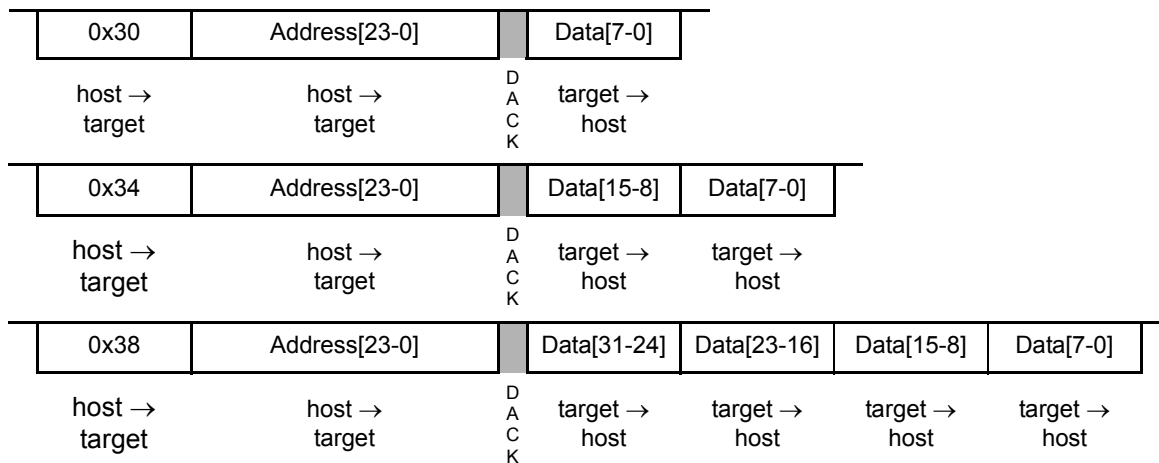 0x30 Address[23-0] Data[7-0]
host → host → D A C K target →
target target host
0x34 Address[23-0] Data[15-8] Data[7-0]
host → host → D A C K target → target →
target target host host
0x38 Address[23-0] Data[31-24] Data[23-16] Data[15-8] Data[7-0]
host → host → D A C K target → target → target → target →
target target host host host host